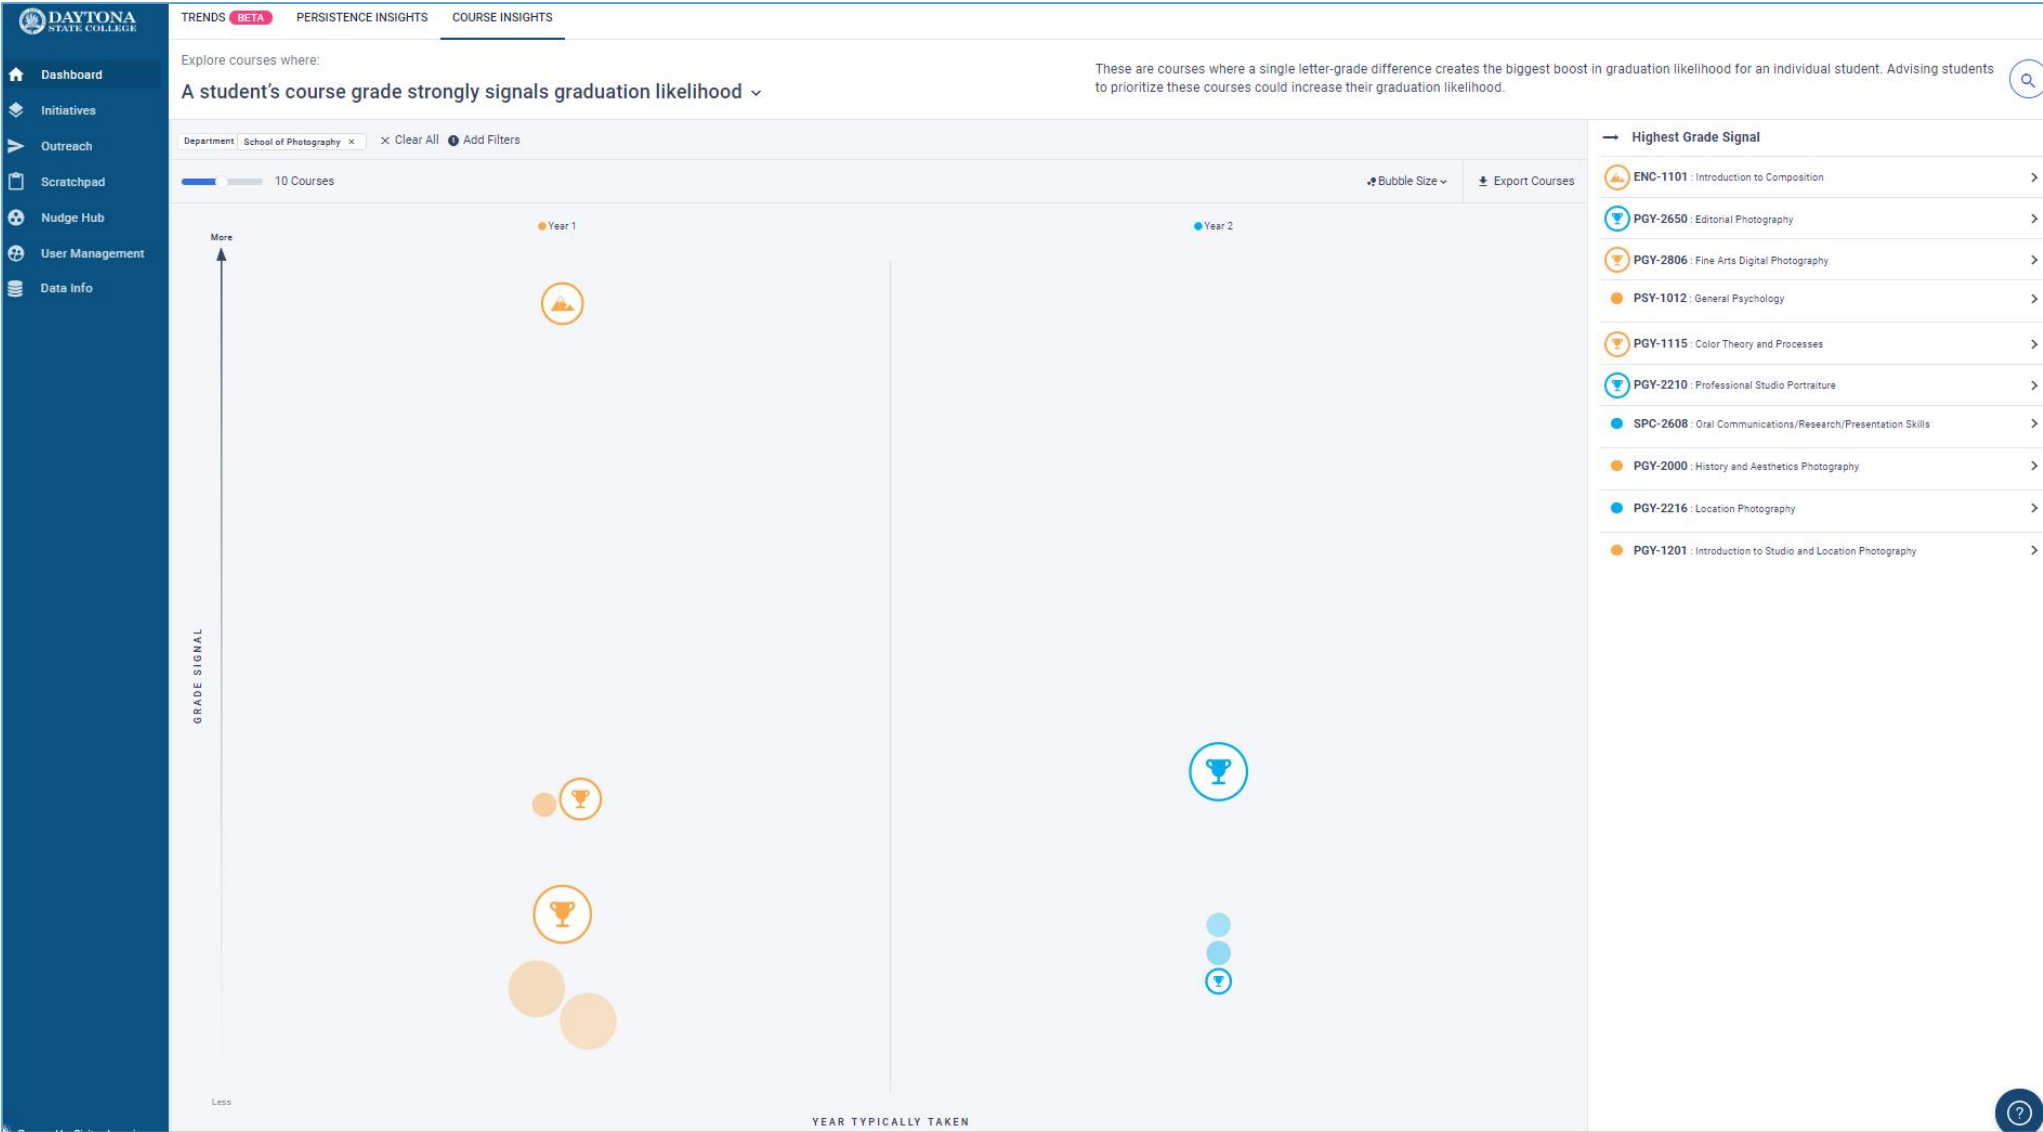 DAYTONA
STATE COLLEGE
Dashboard
Initiatives
Outreach
Scratchpad
Nudge Hub
User Management
Data Info
TRENDS BETA PERSISTENCE INSIGHTS COURSE INSIGHTS
Explore courses where:
A student's course grade strongly signals graduation likelihood
These are courses where a single letter-grade difference creates the biggest boost in graduation likelihood for an individual student. Advising students
to prioritize these courses could increase their graduation likelihood.
Department School of Photography × × Clear All Add Filters
10 Courses
Bubble Size
Export Courses
Year 1
Year 2
More
GRADE SIGNAL
Less
YEAR TYPICALLY TAKEN
Highest Grade Signal
ENC-1101 : Introduction to Composition
PGY-2650 : Editorial Photography
PGY-2806 : Fine Arts Digital Photography
PSY-1012 : General Psychology
PGY-1115 : Color Theory and Processes
PGY-2210 : Professional Studio Portraiture
SPC-2608 : Oral Communications/Research/Presentation Skills
PGY-2000 : History and Aesthetics Photography
PGY-2216 : Location Photography
PGY-1201 : Introduction to Studio and Location Photography
?